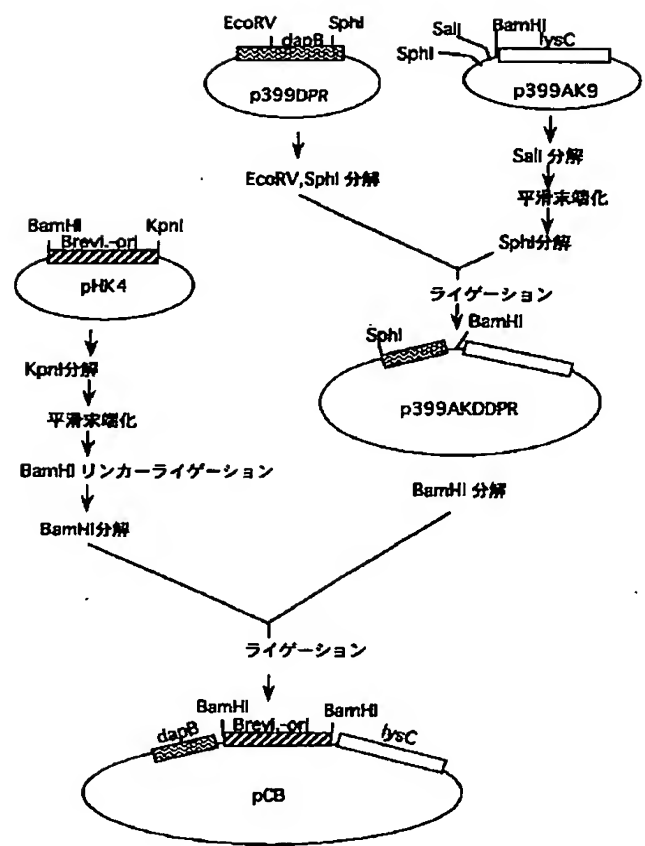 EcoRV
SphI
dapB
p399DPR
EcoRV,SphI 分解
SalI
BamHI
lysC
SphI
p399AK9
SalI 分解
平滑末端化
SphI分解
ライゲーション
BamHI
KpnI
Brevi.-ori
pHK4
KpnI分解
平滑末端化
BamHI リンカーライゲーション
BamHI分解
SphI
BamHI
p399AKDDPR
BamHI 分解
ライゲーション
dapB
BamHI
Brevi.-ori
BamHI
lysC
pCB